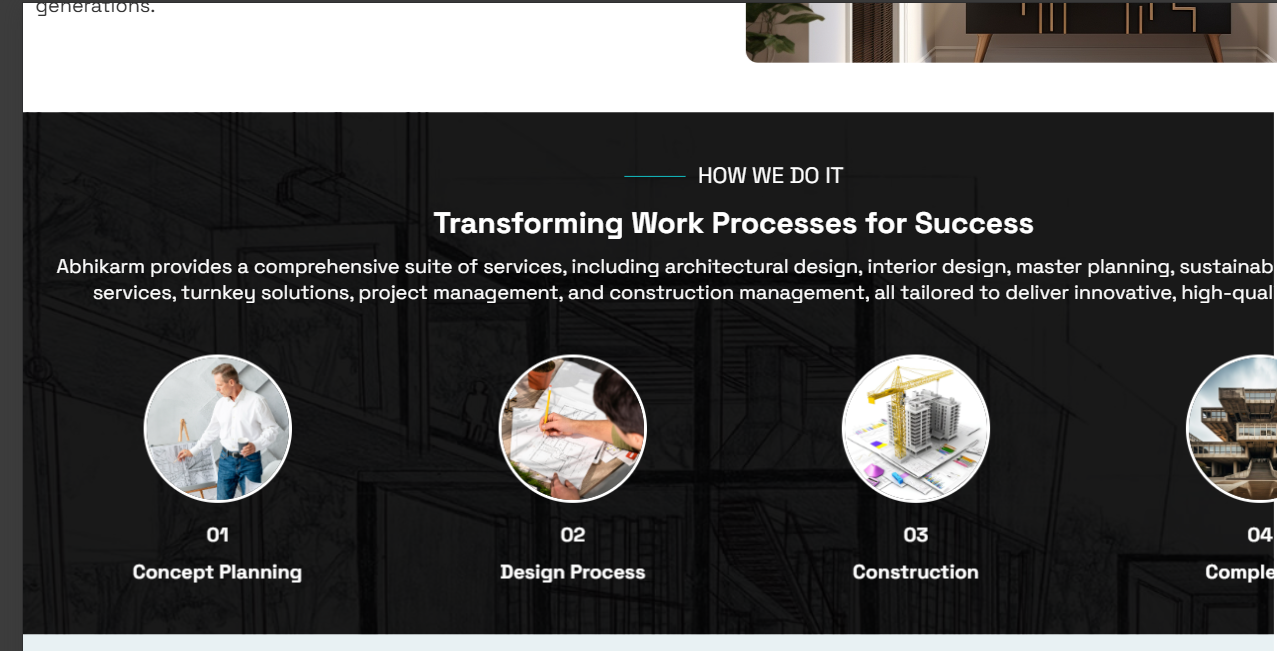 generations.
HOW WE DO IT
Transforming Work Processes for Success
Abhikarm provides a comprehensive suite of services, including architectural design, interior design, master planning, sustainab
services, turnkey solutions, project management, and construction management, all tailored to deliver innovative, high-qual
01
Concept Planning
02
Design Process
03
Construction
04
Comple